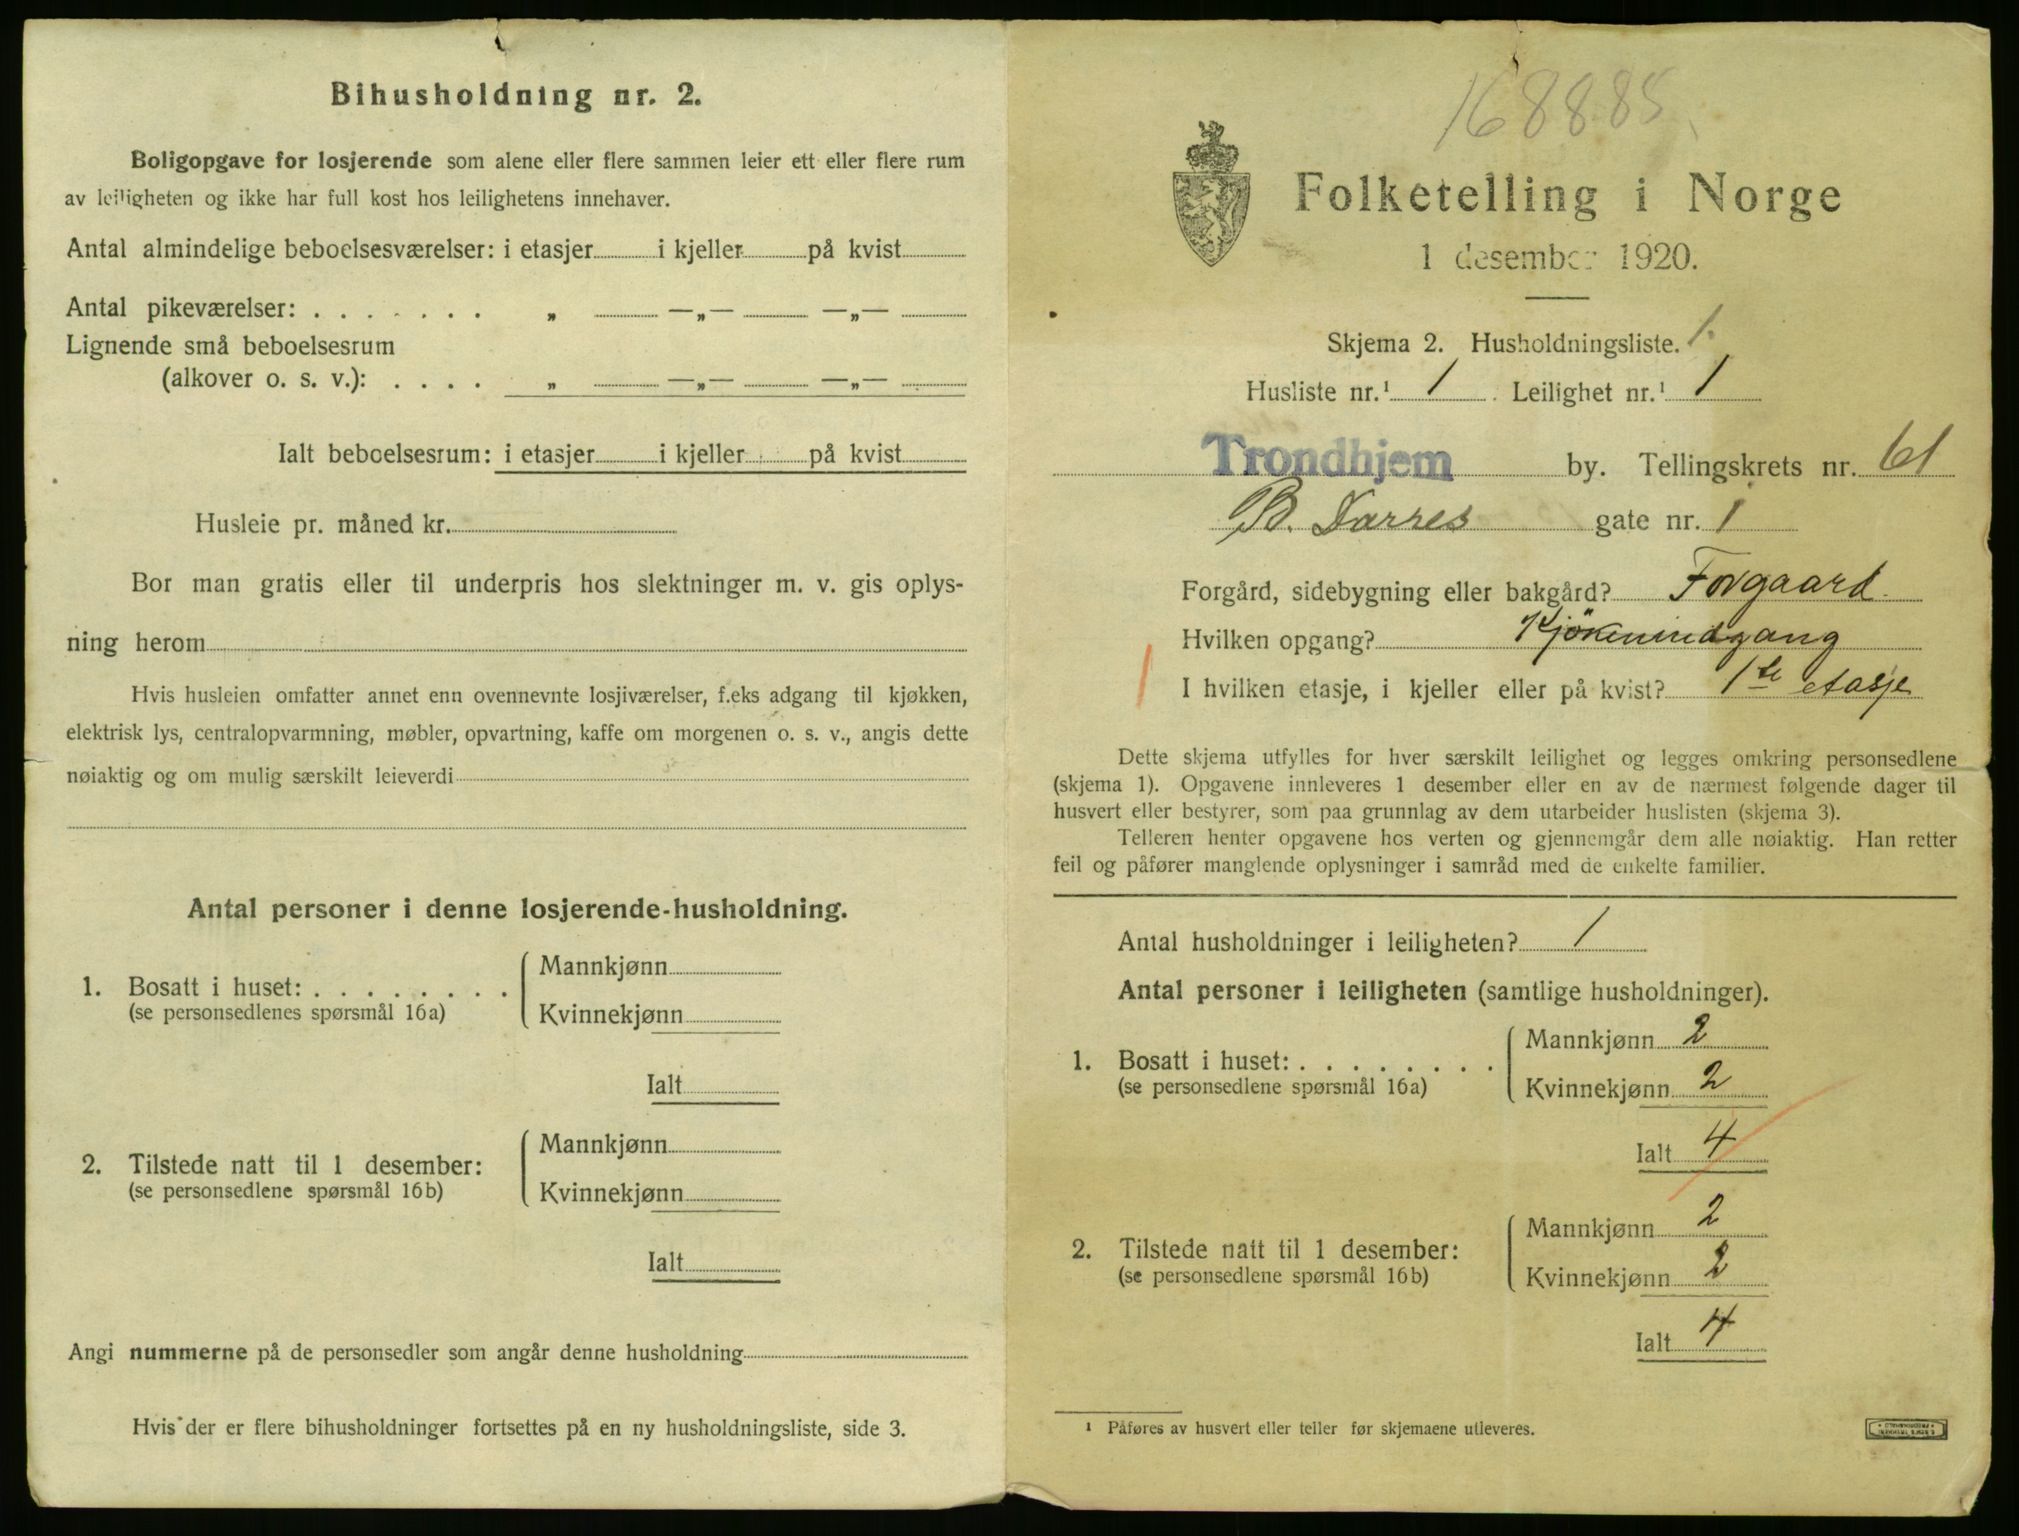 Bihusholdning nr. 2.
Boligopgave for losjerende som alene eller flere sammen leier ett eller flere rum
av leiligheten og ikke har full kost hos leilighetens innehaver.
Antal almindelige beboelsesværelser: i etasjer i kjeller på kvist
Antal pikeværelser: . . . . . . . „ —„— —„—
Lignende små beboelsesrum
(alkover o. s. v.): . . . . „ —„— —„—
Ialt beboelsesrum: i etasjer i kjeller på kvist
Husleie pr. måned kr.
Bor man gratis eller til underpris hos slektninger m. v. gis oplys-
ning herom
Hvis husleien omfatter annet enn ovennevnte losjiværelser, f.eks adgang til kjøkken,
elektrisk lys, centralopvarmning, møbler, opvartning, kaffe om morgenen o. s. v., angis dette
nøiaktig og om mulig særskilt leieverdi
Antal personer i denne losjerende-husholdning.
Mannkjønn
1. Bosatt i huset: . . . . . . . .
(se personsedlenes spørsmål 16a)
Kvinnekjønn
Ialt
Mannkjønn
2. Tilstede natt til 1 desember:
(se personsedlene spørsmål 16b)
Kvinnekjønn
Ialt
Angi nummerne på de personsedler som angår denne husholdning
Hvis der er flere bihusholdninger fortsettes på en ny husholdningsliste, side 3.
168885
Folketelling i Norge
1 desember 1920.
Skjema 2. Husholdningsliste. 1.
Husliste nr.¹ 1 . Leilighet nr.¹ 1
Trondhjem by. Tellingskrets nr. 61
B. Darres gate nr. 1
Forgård, sidebygning eller bakgård? Forgaard.
Hvilken opgang? Kjökenindgang
1 I hvilken etasje, i kjeller eller på kvist? 1ste etasje
Dette skjema utfylles for hver særskilt leilighet og legges omkring personsedlene
(skjema 1). Opgavene innleveres 1 desember eller en av de nærmest følgende dager til
husvert eller bestyrer, som paa grunnlag av dem utarbeider huslisten (skjema 3).
Telleren henter opgavene hos verten og gjennemgår dem alle nøiaktig. Han retter
feil og påfører manglende oplysninger i samråd med de enkelte familier.
Antal husholdninger i leiligheten? 1
Antal personer i leiligheten (samtlige husholdninger).
Mannkjønn 2
1. Bosatt i huset: . . . . . . . .
(se personsedlene spørsmål 16a)
Kvinnekjønn 2
Ialt 4
Mannkjønn 2
2. Tilstede natt til 1 desember:
(se personsedlene spørsmål 16b)
Kvinnekjønn 2
Ialt 4
¹ Påføres av husvert eller teller før skjemaene utleveres.